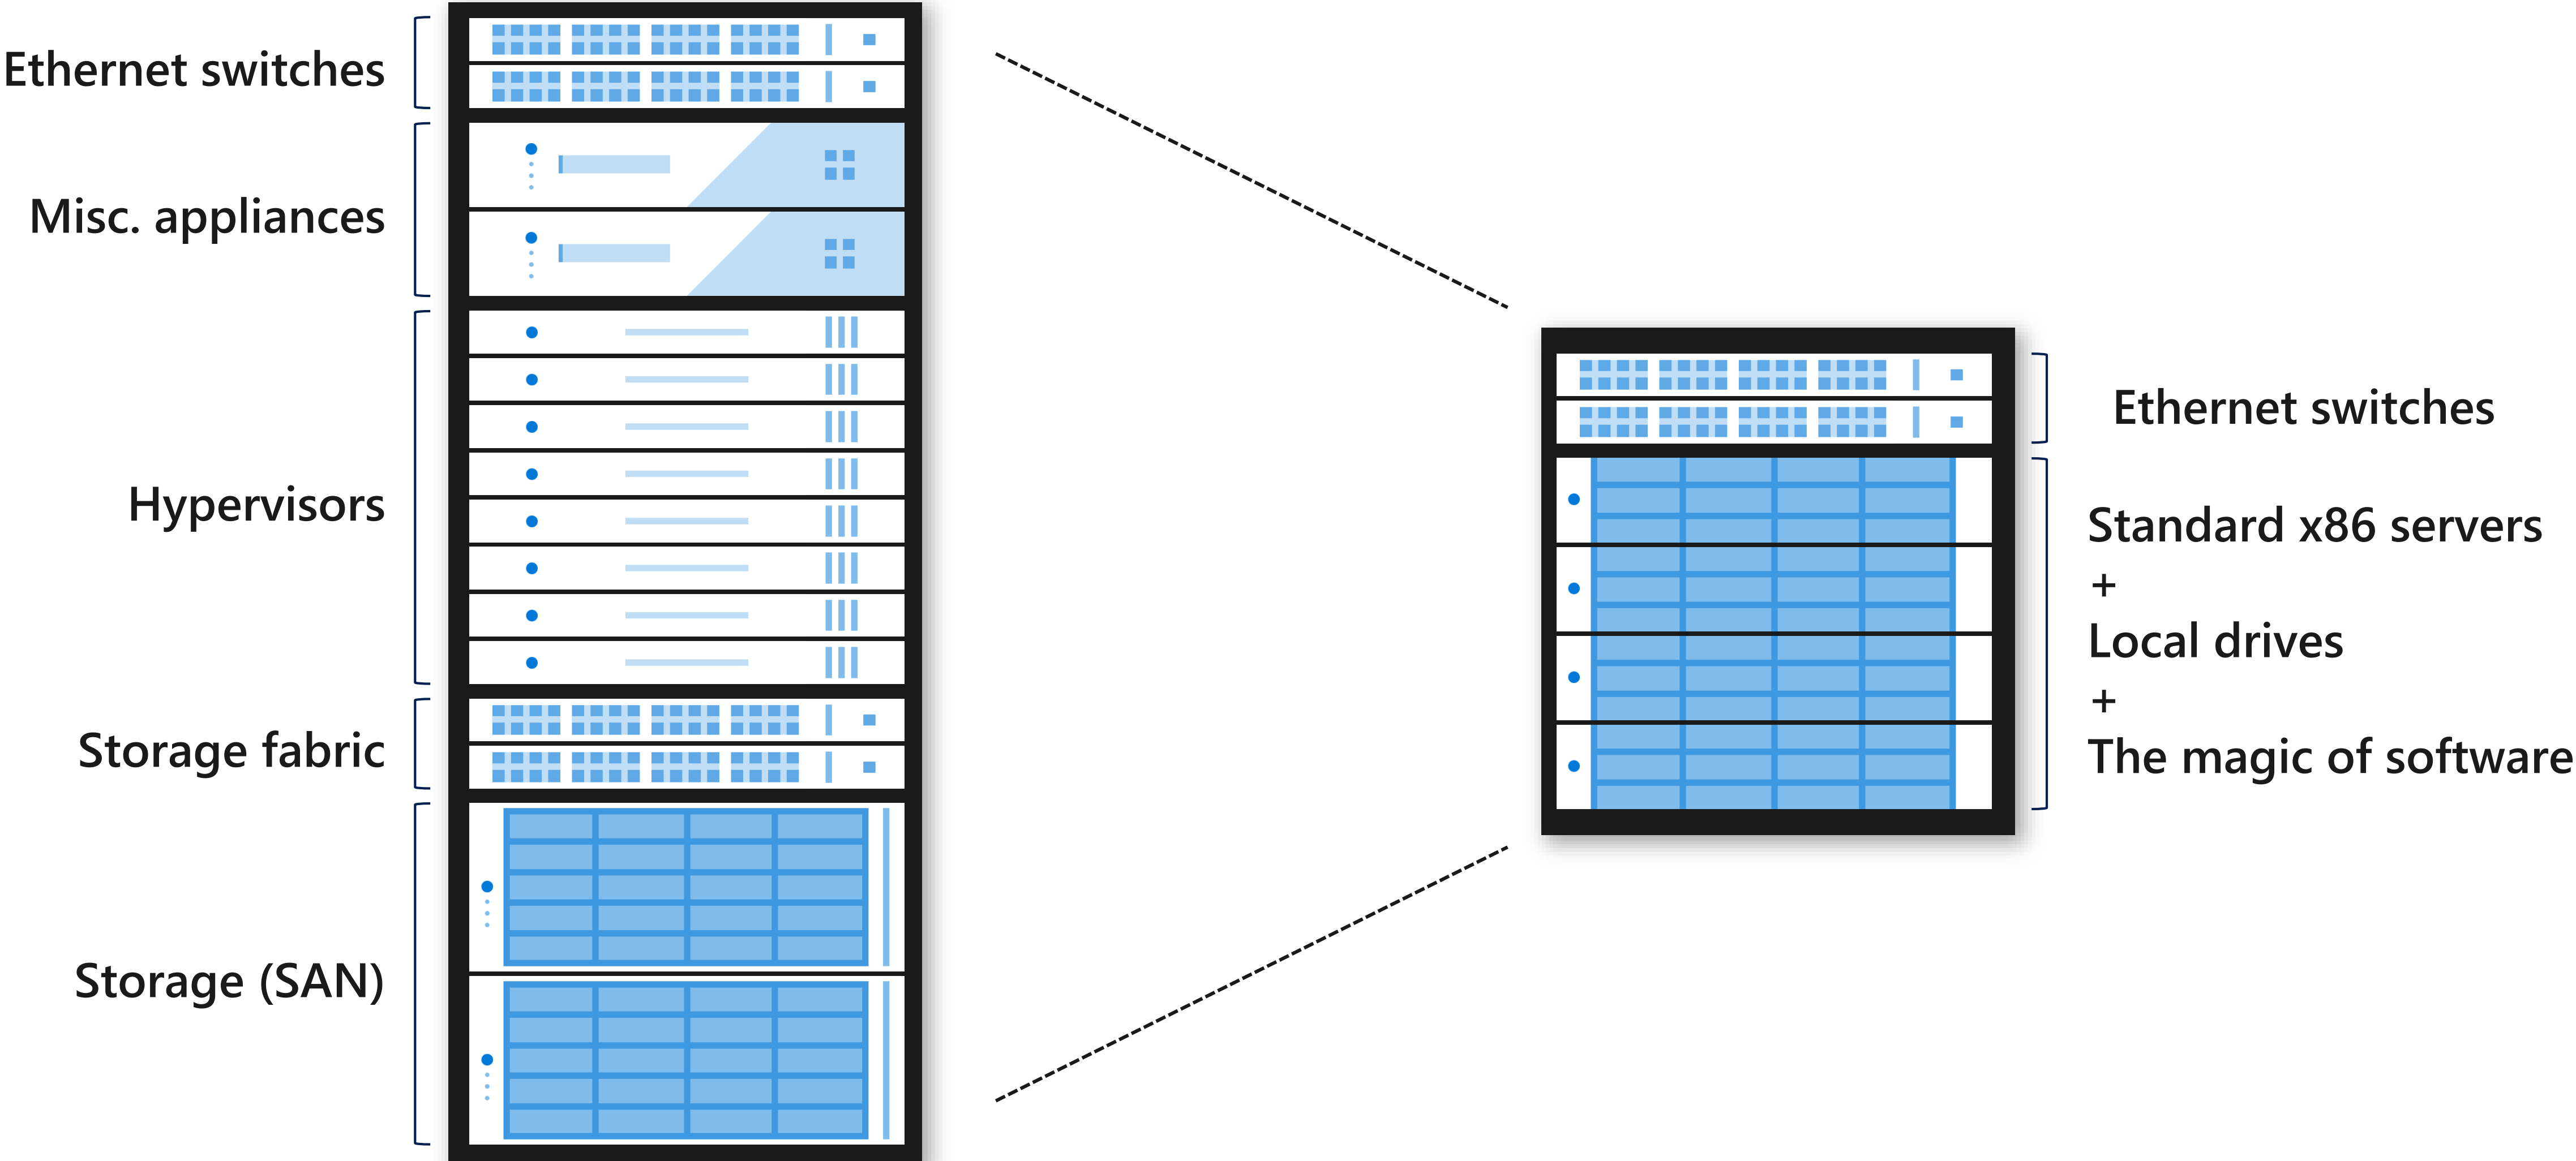 Ethernet switches
Misc. appliances
Hypervisors
Storage fabric
Storage (SAN)
Ethernet switches
Standard x86 servers
+
Local drives
+
The magic of software